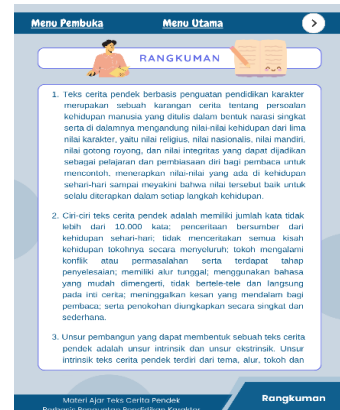 Menu Pembuka
Menu Utama
RANGKUMAN
1. Teks cerita pendek berbasis penguatan pendidikan karakter
merupakan sebuah karangan cerita tentang persoalan
kehidupan manusia yang ditulis dalam bentuk narasi singkat
serta di dalamnya mengandung nilai-nilai kehidupan dari lima
nilai karakter, yaitu nilai religius, nilai nasionalis, nilai mandiri,
nilai gotong royong, dan nilai integritas yang dapat dijadikan
sebagai pelajaran dan pembiasaan diri bagi pembaca untuk
mencontoh, menerapkan nilai-nilai yang ada di kehidupan
sehari-hari sampai meyakini bahwa nilai tersebut baik untuk
selalu diterapkan dalam setiap langkah kehidupan.
2. Ciri-ciri teks cerita pendek adalah memiliki jumlah kata tidak
lebih dari 10.000 kata; penceritaan bersumber dari
kehidupan sehari-hari; tidak menceritakan semua kisah
kehidupan tokohnya secara menyeluruh; tokoh mengalami
konflik atau permasalahan serta terdapat tahap
penyelesaian; memiliki alur tunggal; menggunakan bahasa
yang mudah dimengerti, tidak bertele-tele dan langsung
pada inti cerita; meninggalkan kesan yang mendalam bagi
pembaca; serta penokohan diungkapkan secara singkat dan
sederhana.
3. Unsur pembangun yang dapat membentuk sebuah teks cerita
pendek adalah unsur intrinsik dan unsur ekstrinsik. Unsur
intrinsik teks cerita pendek terdiri dari tema, alur, tokoh dan
Materi Ajar Teks Cerita Pendek
Berbasis Penguatan Pendidikan Karakter
Rangkuman